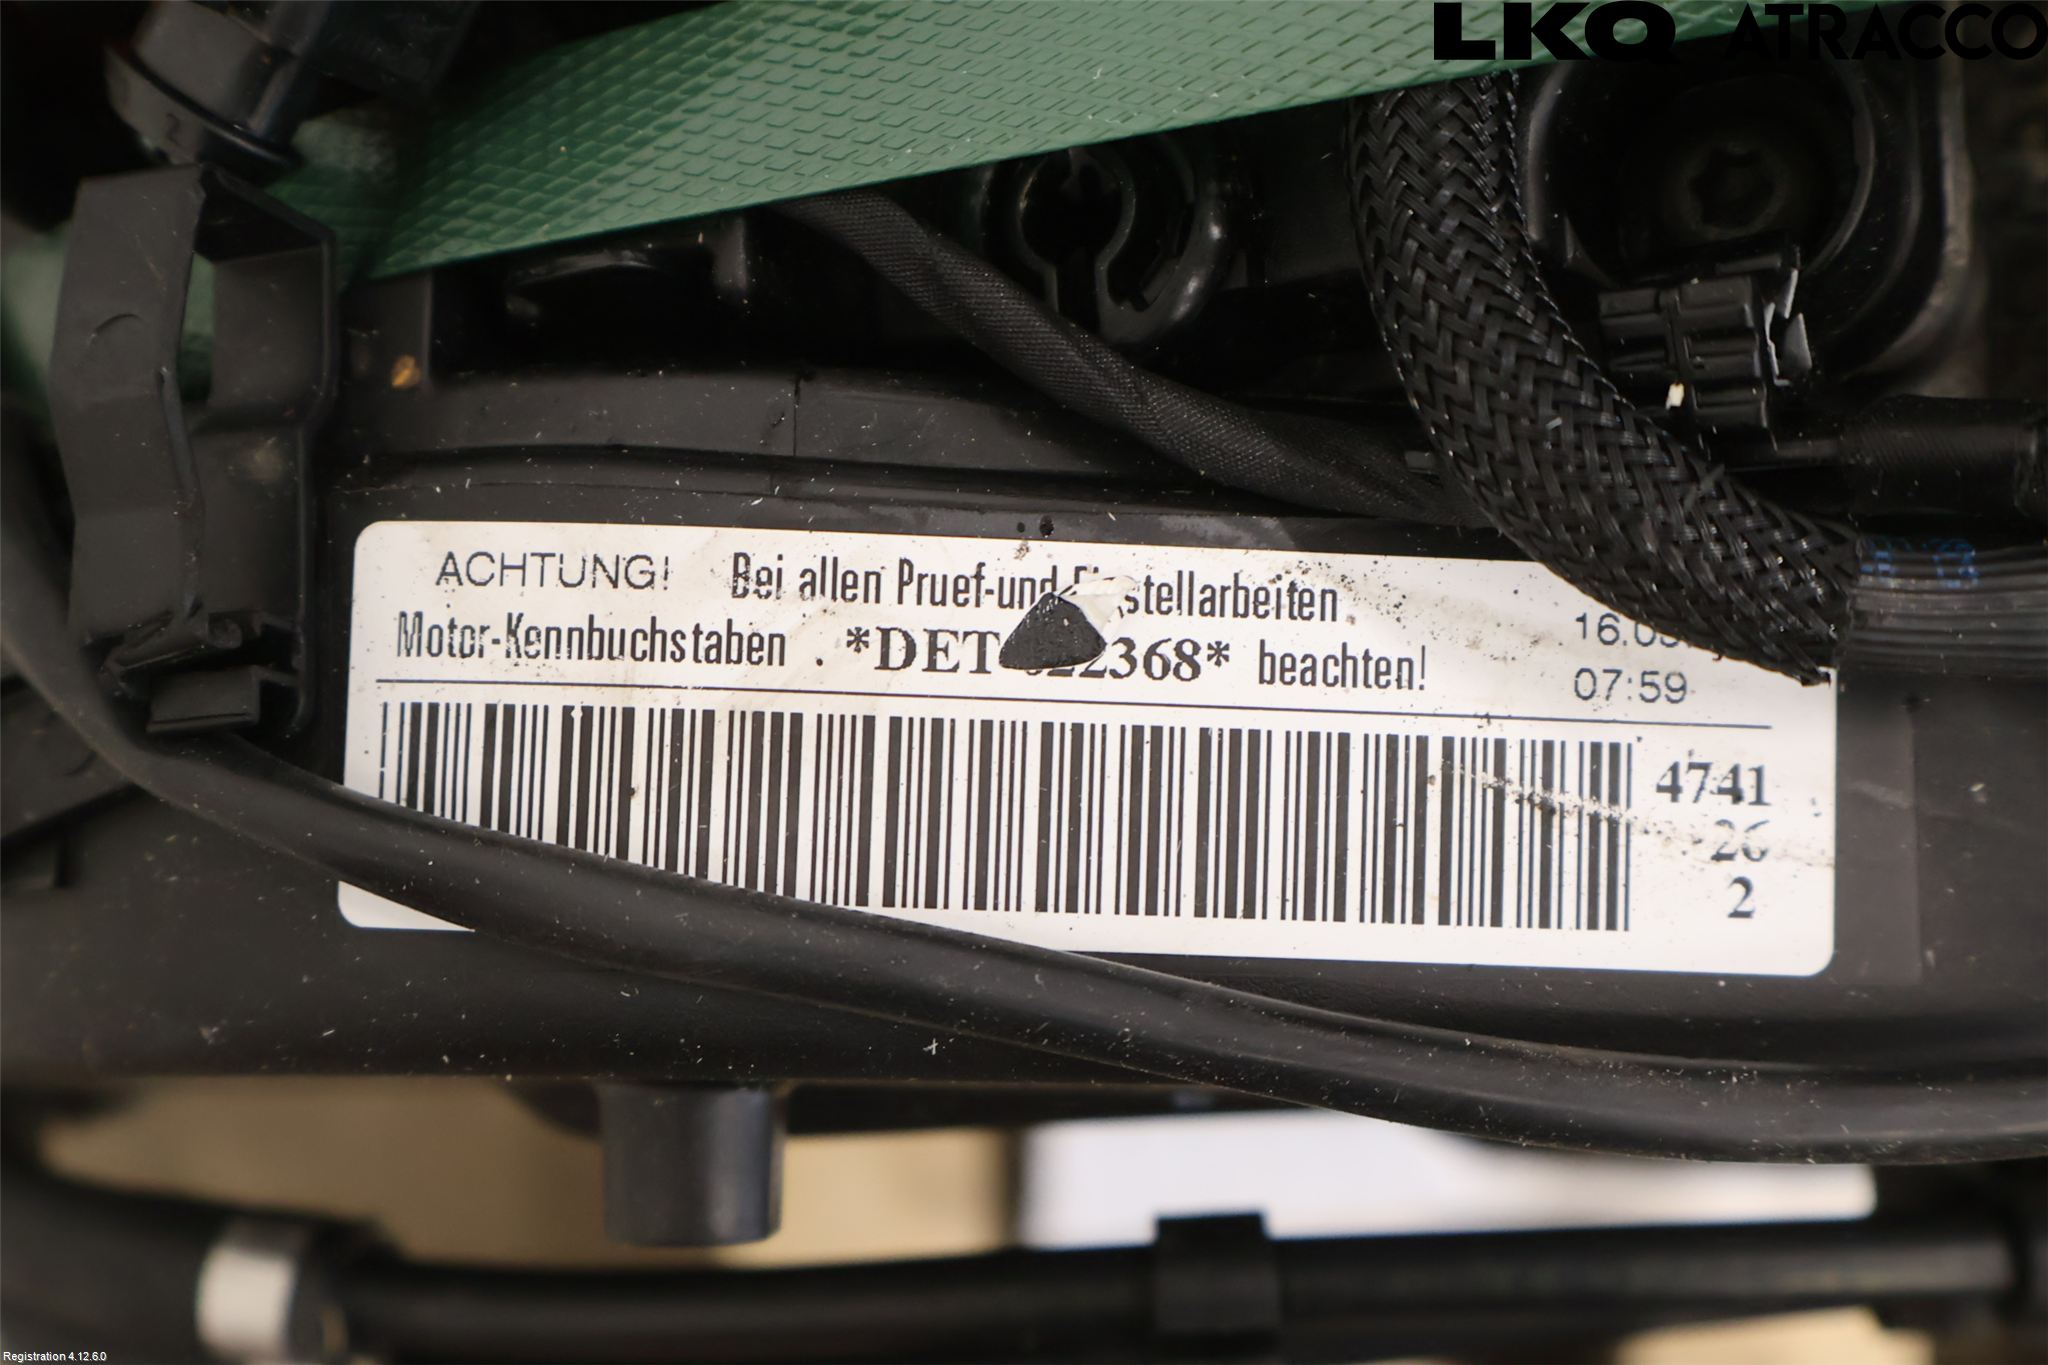 LKQ ATRACCO
ACHTUNG! Bei allen Pruef-und
Motor-Kennbuchstaben . beachten!
07:59
4741
26
2
Registration 4.12.6.0